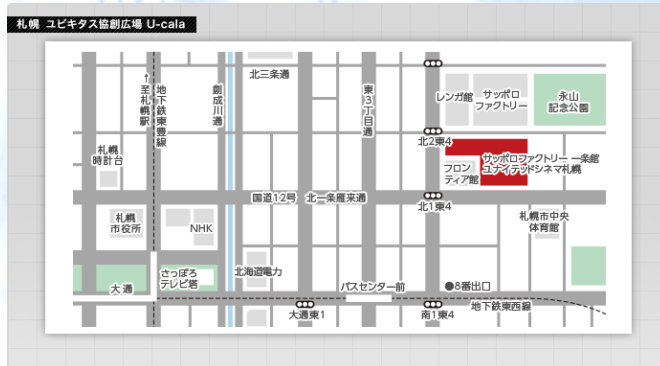 札幌 ユビキタス協創広場 U-cala
北三条通
↑至札幌駅
地下鉄東豊線
創成川通
東3丁目通
レンガ館
サッポロ
ファクトリー
永山
記念公園
北2東4
札幌
時計台
フロン
ティア館
サッポロファクトリー 一条館
ユナイテッドシネマ札幌
国道12号 北一条雁来通
北1東4
札幌
市役所
NHK
札幌市中央
体育館
大通
さっぽろ
テレビ塔
北海道電力
バスセンター前
●8番出口
大通東1
南1東4
地下鉄東西線